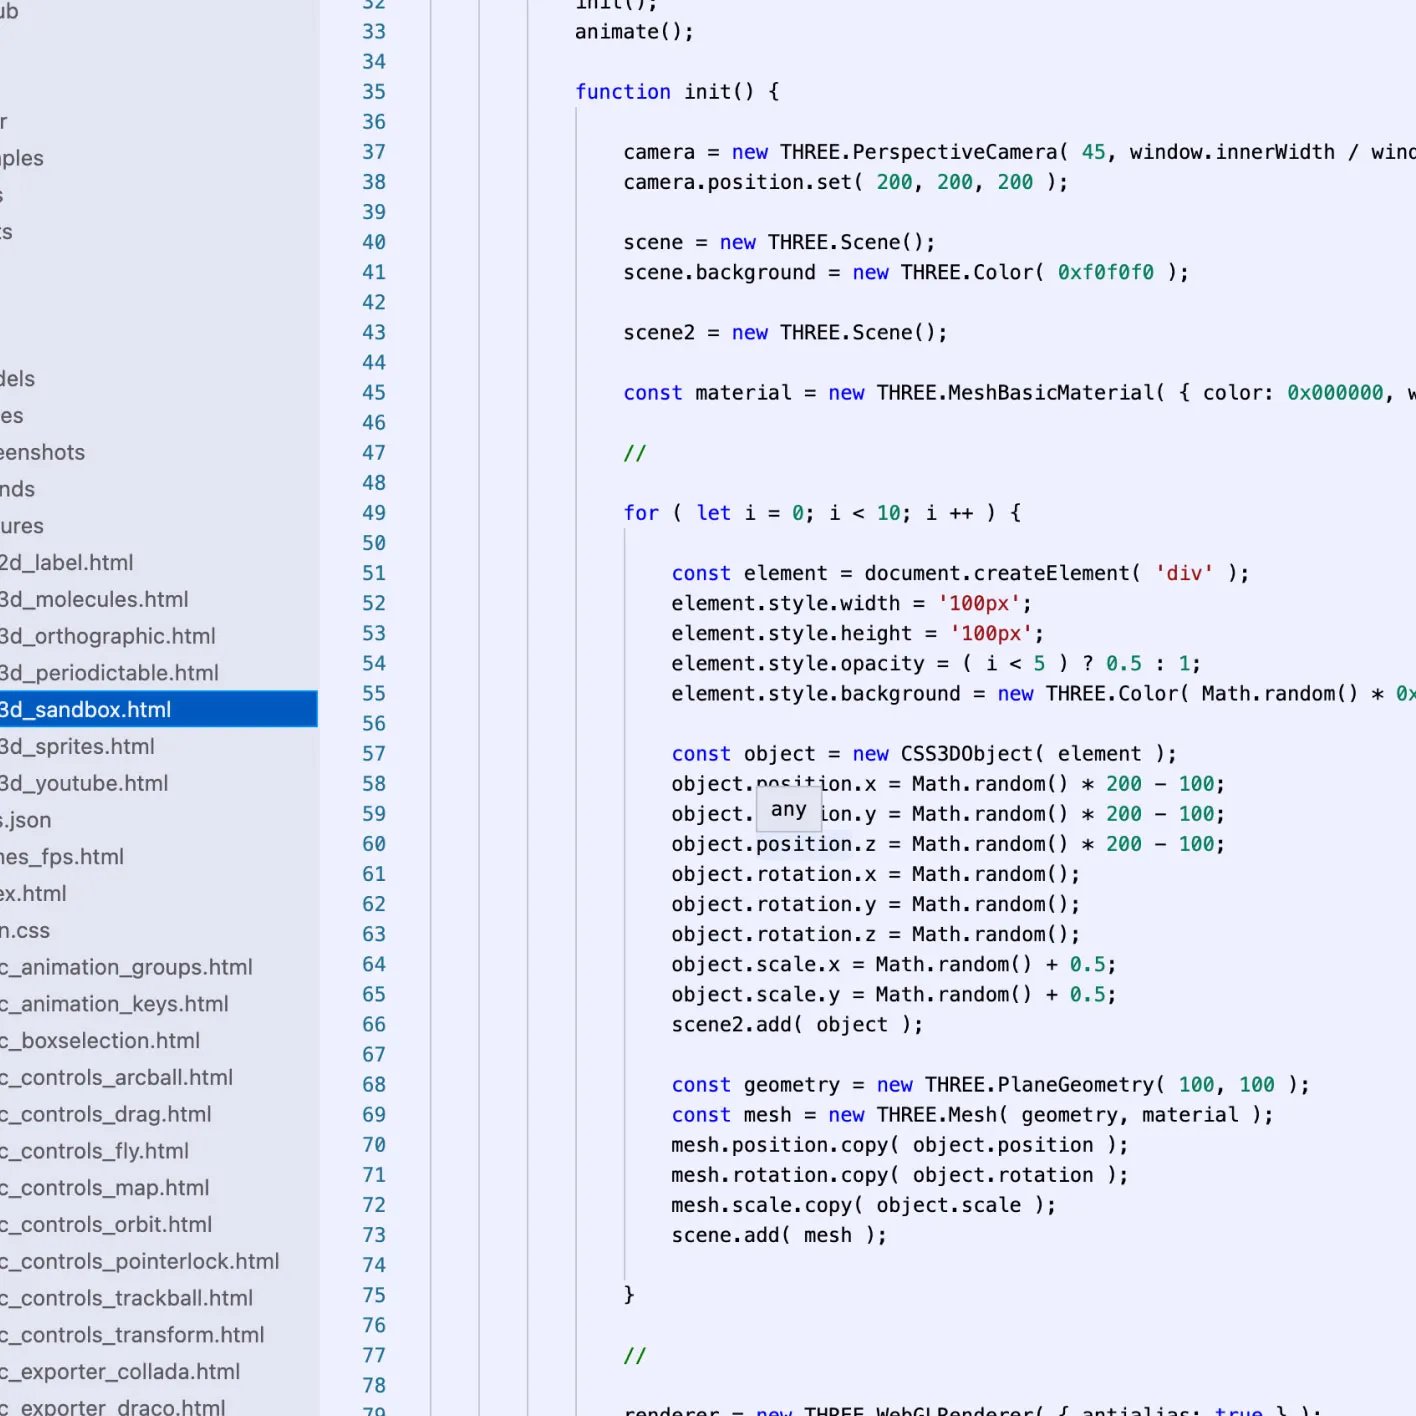 ub
r
ples
s
ts
dels
es
eenshots
nds
ures
2d_label.html
3d_molecules.html
3d_orthographic.html
3d_periodictable.html
3d_sandbox.html
3d_sprites.html
3d_youtube.html
s.json
nes_fps.html
ex.html
n.css
c_animation_groups.html
c_animation_keys.html
c_boxselection.html
c_controls_arcball.html
c_controls_drag.html
c_controls_fly.html
c_controls_map.html
c_controls_orbit.html
c_controls_pointerlock.html
c_controls_trackball.html
c_controls_transform.html
c_exporter_collada.html
c_exporter_draco.html
32 init();
33 animate();
34
35 function init() {
36
37 camera = new THREE.PerspectiveCamera( 45, window.innerWidth / wind
38 camera.position.set( 200, 200, 200 );
39
40 scene = new THREE.Scene();
41 scene.background = new THREE.Color( 0xf0f0f0 );
42
43 scene2 = new THREE.Scene();
44
45 const material = new THREE.MeshBasicMaterial( { color: 0x000000, w
46
47 //
48
49 for ( let i = 0; i < 10; i ++ ) {
50
51 const element = document.createElement( 'div' );
52 element.style.width = '100px';
53 element.style.height = '100px';
54 element.style.opacity = ( i < 5 ) ? 0.5 : 1;
55 element.style.background = new THREE.Color( Math.random() * 0x
56
57 const object = new CSS3DObject( element );
58 object.position.x = Math.random() * 200 - 100;
any
59 object. ion.y = Math.random() * 200 - 100;
60 object.position.z = Math.random() * 200 - 100;
61 object.rotation.x = Math.random();
62 object.rotation.y = Math.random();
63 object.rotation.z = Math.random();
64 object.scale.x = Math.random() + 0.5;
65 object.scale.y = Math.random() + 0.5;
66 scene2.add( object );
67
68 const geometry = new THREE.PlaneGeometry( 100, 100 );
69 const mesh = new THREE.Mesh( geometry, material );
70 mesh.position.copy( object.position );
71 mesh.rotation.copy( object.rotation );
72 mesh.scale.copy( object.scale );
73 scene.add( mesh );
74
75 }
76
77 //
78
79 renderer = new THREE.WebGLRenderer( { antialias: true } );